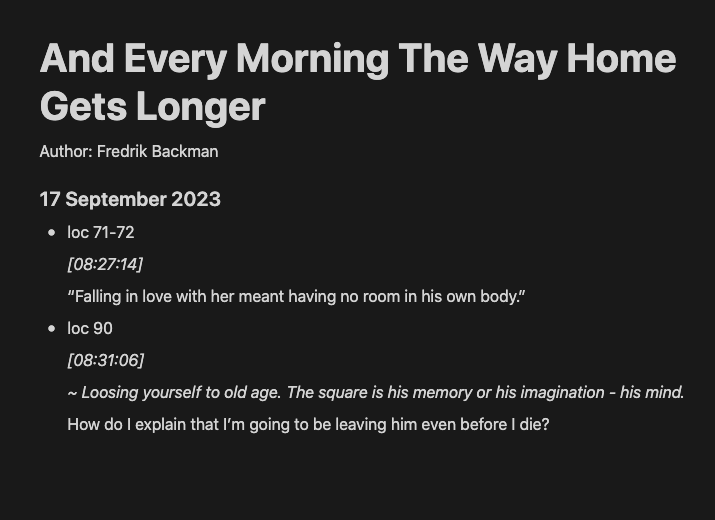 And Every Morning The Way Home
Gets Longer
Author: Fredrik Backman
17 September 2023
• loc 71-72
[08:27:14]
“Falling in love with her meant having no room in his own body.”
• loc 90
[08:31:06]
~ Loosing yourself to old age. The square is his memory or his imagination - his mind.
How do I explain that I’m going to be leaving him even before I die?